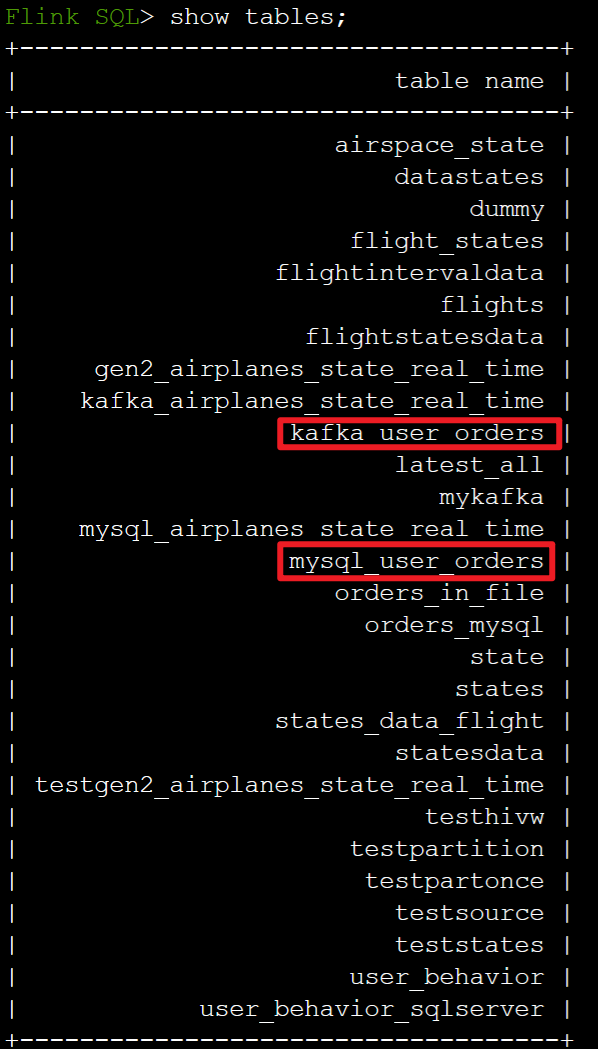 Flink SQL> show tables;
+------------------------------------+
| table name |
+------------------------------------+
| airspace_state |
| datastates |
| dummy |
| flight_states |
| flightintervaldata |
| flights |
| flightstatesdata |
| gen2_airplanes_state_real_time |
| kafka_airplanes_state_real_time |
| kafka_user_orders |
| latest_all |
| mykafka |
| mysql_airplanes_state_real_time |
| mysql_user_orders |
| orders_in_file |
| orders_mysql |
| state |
| states |
| states_data_flight |
| statesdata |
| testgen2_airplanes_state_real_time |
| testhivw |
| testpartition |
| testpartonce |
| testsource |
| teststates |
| user_behavior |
| user_behavior_sqlserver |
+------------------------------------+